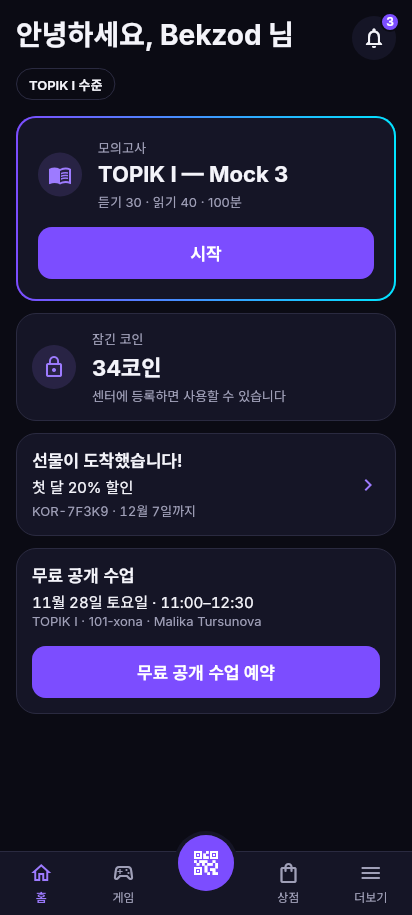 안녕하세요, Bekzod 님
3
TOPIK I 수준
모의고사
TOPIK I — Mock 3
듣기 30 · 읽기 40 · 100분
시작
잠긴 코인
34코인
센터에 등록하면 사용할 수 있습니다
선물이 도착했습니다!
첫 달 20% 할인
KOR-7F3K9 · 12월 7일까지
무료 공개 수업
11월 28일 토요일 · 11:00–12:30
TOPIK I · 101-xona · Malika Tursunova
무료 공개 수업 예약
홈
게임
상점
더보기